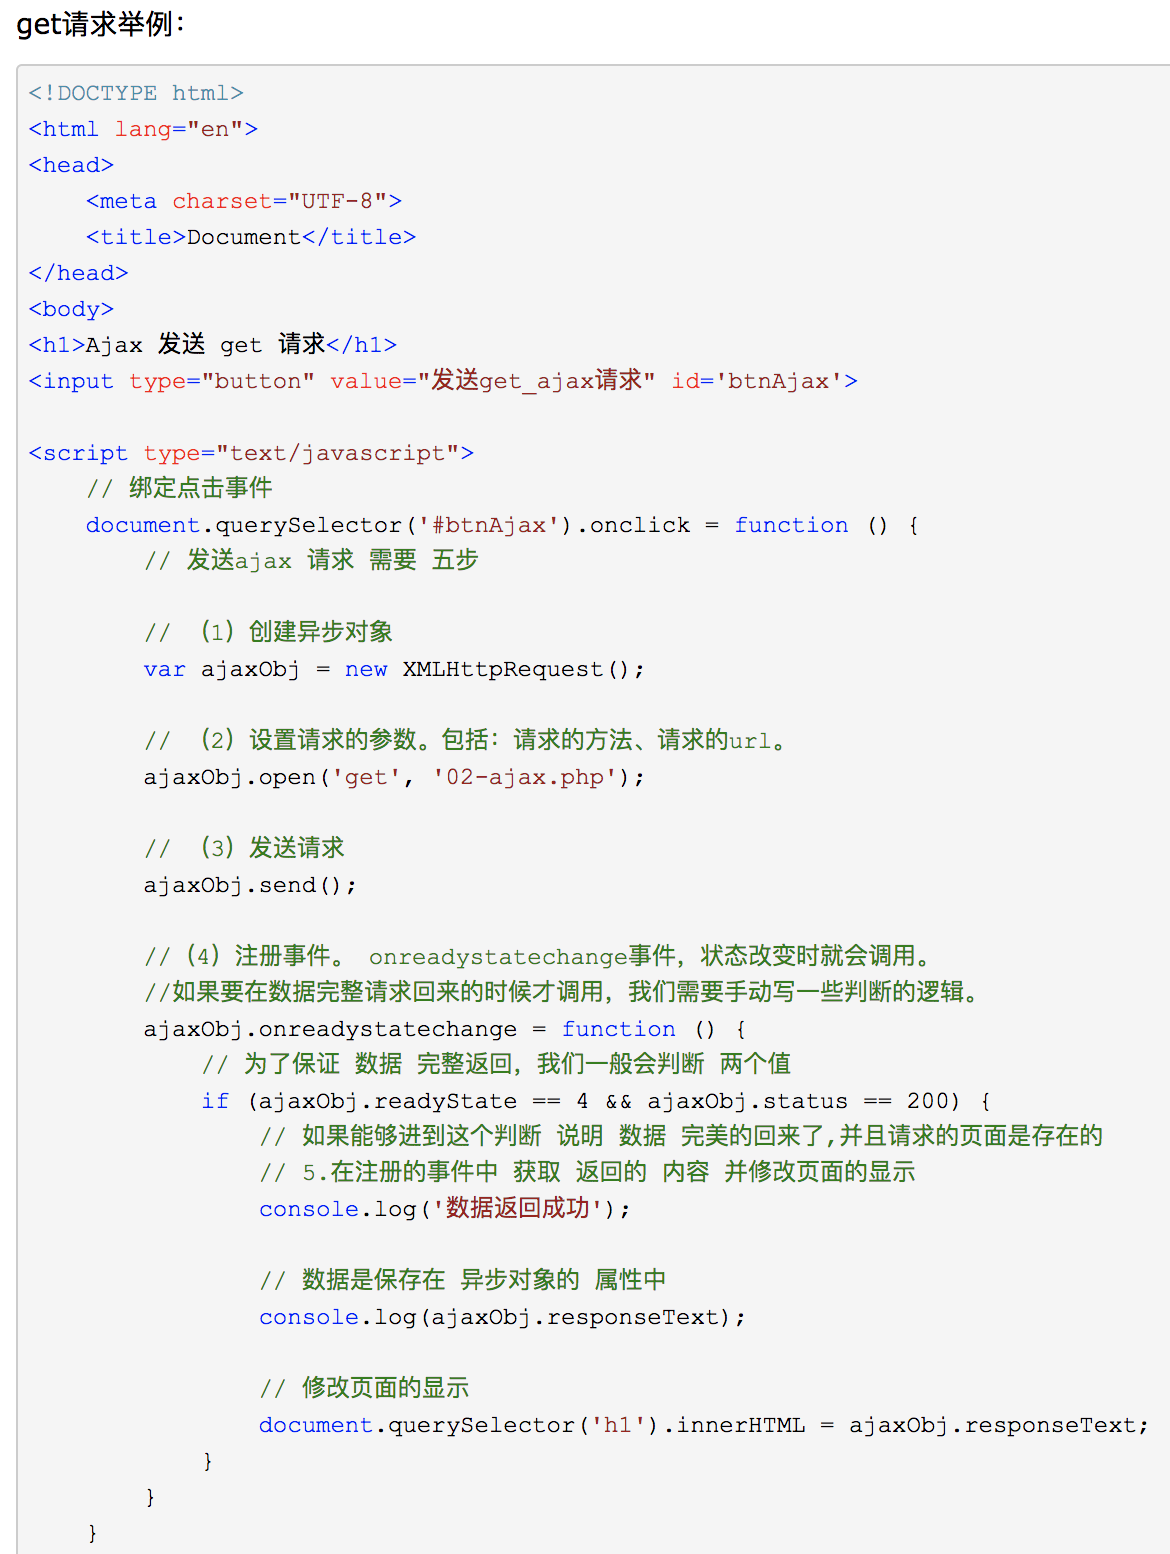 get请求举例：
<!DOCTYPE html>
<html lang="en">
<head>
    <meta charset="UTF-8">
    <title>Document</title>
</head>
<body>
<h1>Ajax 发送 get 请求</h1>
<input type="button" value="发送get_ajax请求" id='btnAjax'>

<script type="text/javascript">
    // 绑定点击事件
    document.querySelector('#btnAjax').onclick = function () {
        // 发送ajax 请求 需要 五步

        // （1）创建异步对象
        var ajaxObj = new XMLHttpRequest();

        // （2）设置请求的参数。包括：请求的方法、请求的url。
        ajaxObj.open('get', '02-ajax.php');

        // （3）发送请求
        ajaxObj.send();

        //（4）注册事件。 onreadystatechange事件，状态改变时就会调用。
        //如果要在数据完整请求回来的时候才调用，我们需要手动写一些判断的逻辑。
        ajaxObj.onreadystatechange = function () {
            // 为了保证 数据 完整返回，我们一般会判断 两个值
            if (ajaxObj.readyState == 4 && ajaxObj.status == 200) {
                // 如果能够进到这个判断 说明 数据 完美的回来了,并且请求的页面是存在的
                // 5.在注册的事件中 获取 返回的 内容 并修改页面的显示
                console.log('数据返回成功');

                // 数据是保存在 异步对象的 属性中
                console.log(ajaxObj.responseText);

                // 修改页面的显示
                document.querySelector('h1').innerHTML = ajaxObj.responseText;
            }
        }
    }